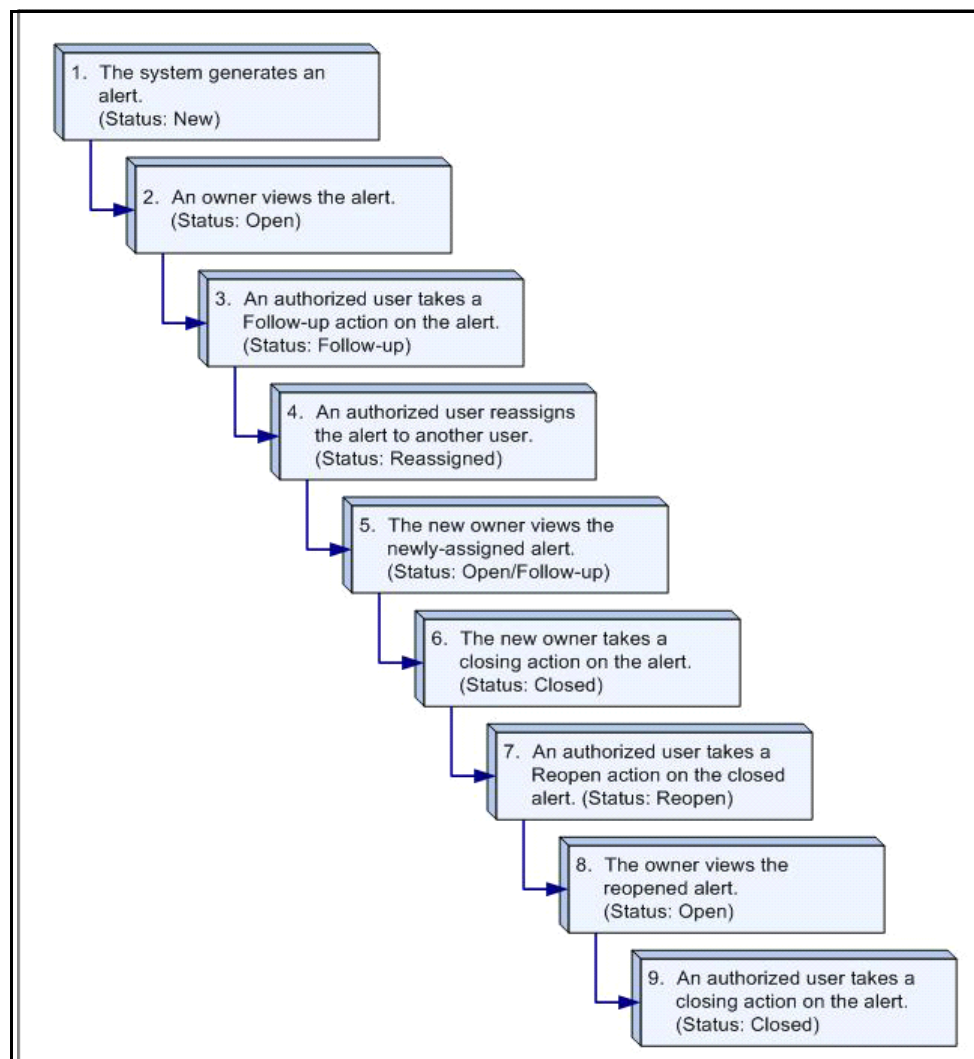 1. The system generates an
alert.
(Status: New)
2. An owner views the alert.
(Status: Open)
3. An authorized user takes a
Follow-up action on the alert.
(Status: Follow-up)
4. An authorized user reassigns
the alert to another user.
(Status: Reassigned)
5. The new owner views the
newly-assigned alert.
(Status: Open/Follow-up)
6. The new owner takes a
closing action on the alert.
(Status: Closed)
7. An authorized user takes a
Reopen action on the closed
alert. (Status: Reopen)
8. The owner views the
reopened alert.
(Status: Open)
9. An authorized user takes a
closing action on the alert.
(Status: Closed)